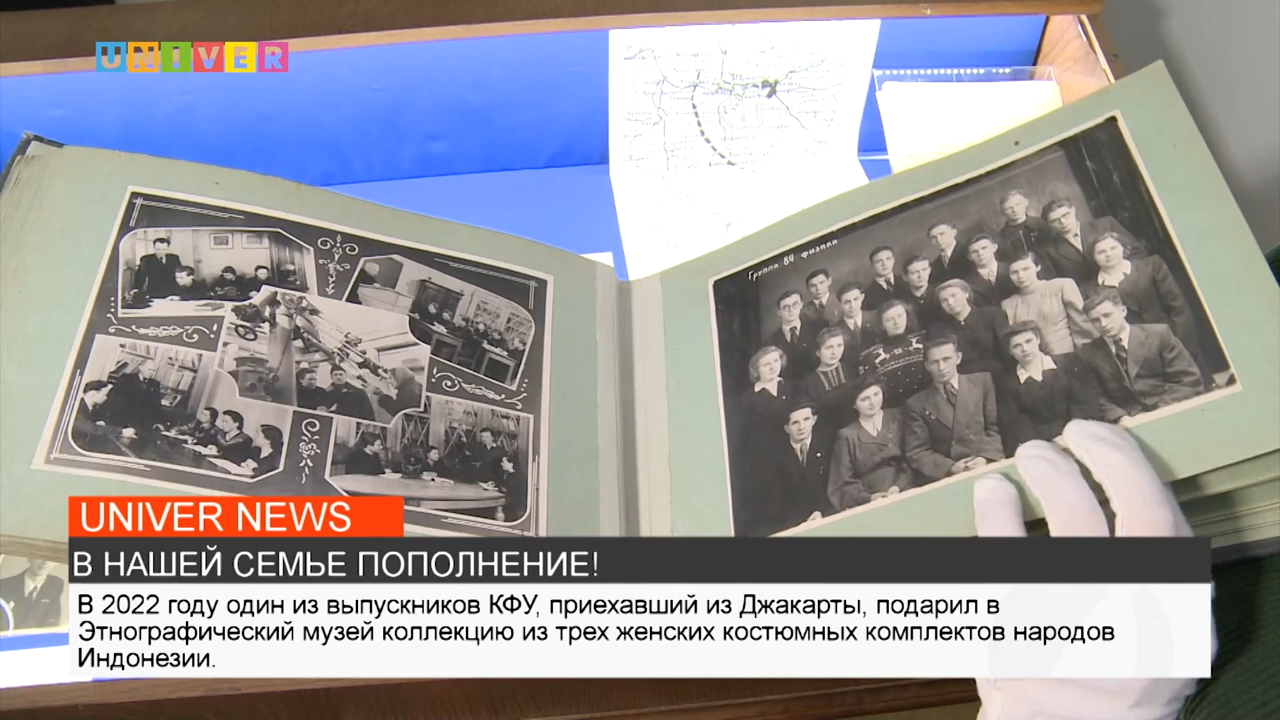 UNIVER
Группа 84 физики
UNIVER NEWS
В НАШЕЙ СЕМЬЕ ПОПОЛНЕНИЕ!
В 2022 году один из выпускников КФУ, приехавший из Джакарты, подарил в
Этнографический музей коллекцию из трех женских костюмных комплектов народов
Индонезии.